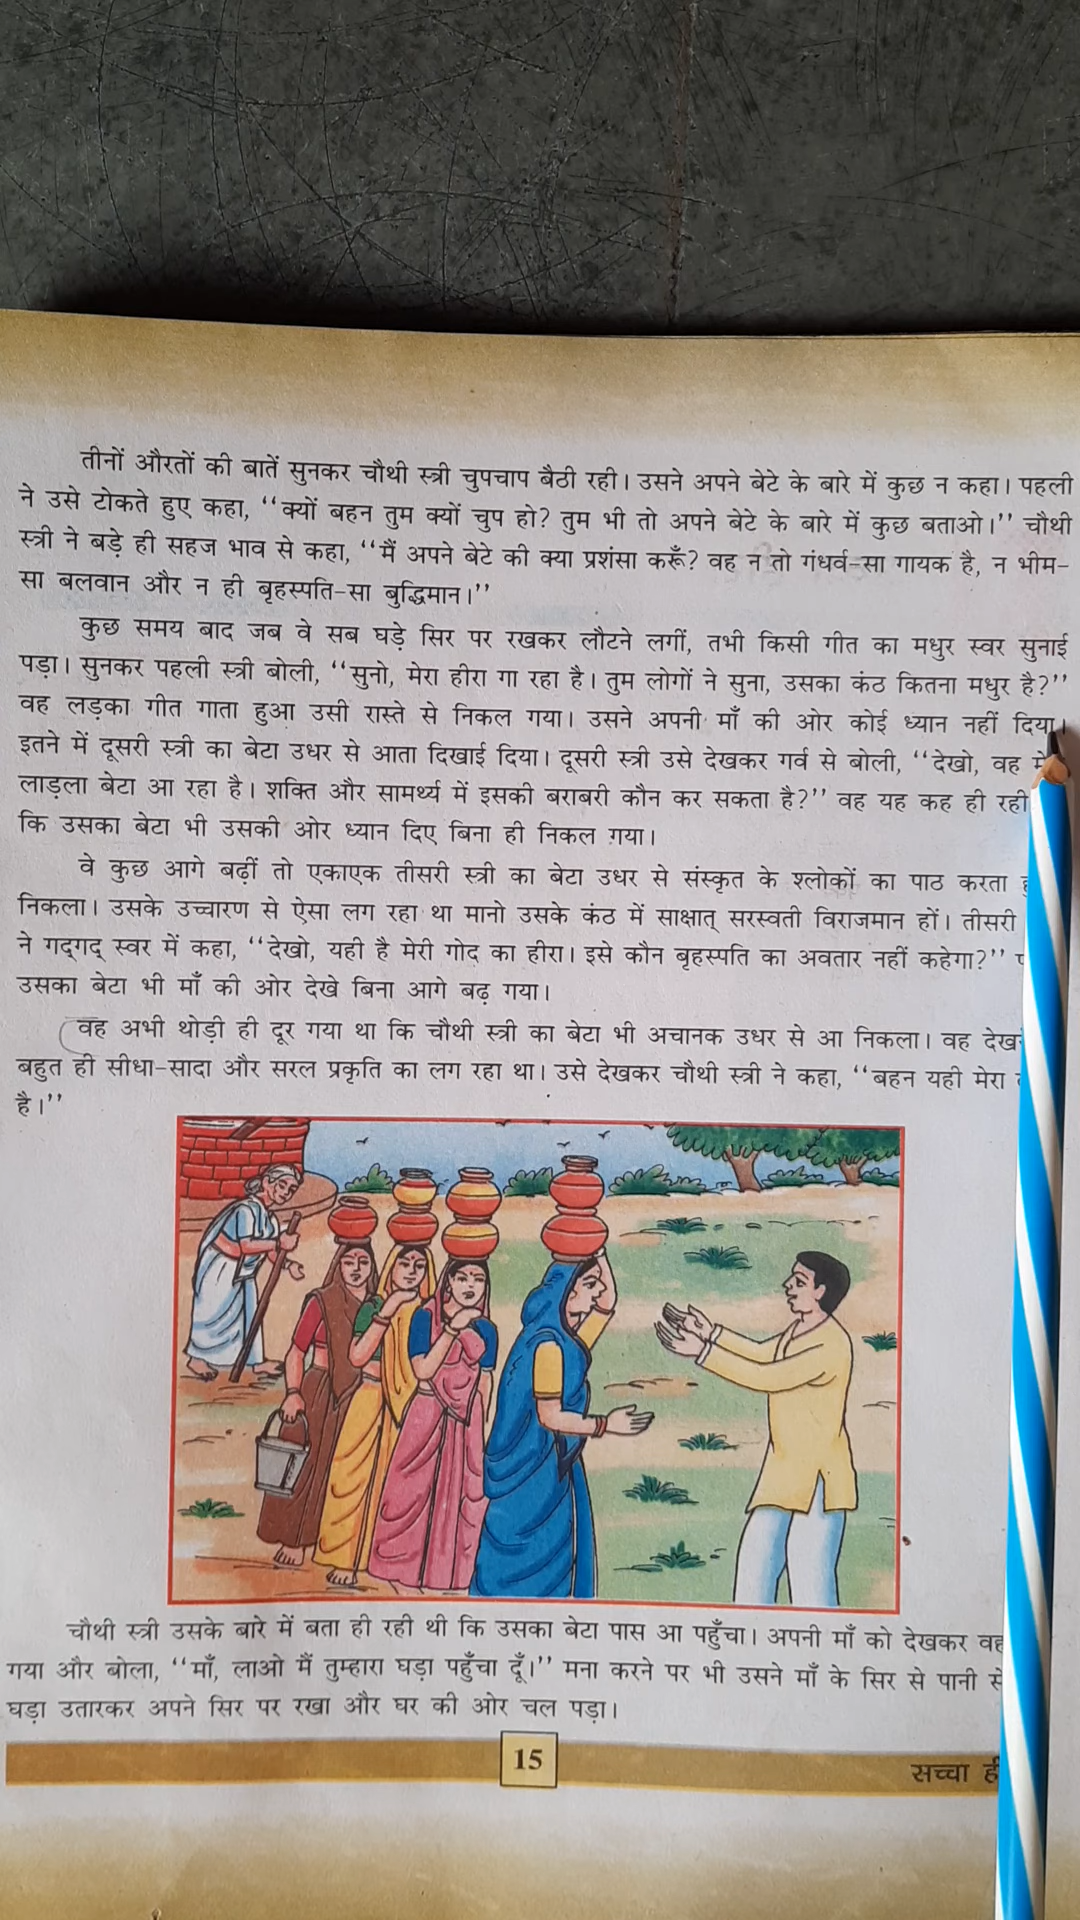 तीनों औरतों की बातें सुनकर चौथी स्त्री चुपचाप बैठी रही। उसने अपने बेटे के बारे में कुछ न कहा। पहली
ने उसे टोकते हुए कहा, ‘‘क्यों बहन तुम क्यों चुप हो? तुम भी तो अपने बेटे के बारे में कुछ बताओ।’’ चौथी
स्त्री ने बड़े ही सहज भाव से कहा, ‘‘मैं अपने बेटे की क्या प्रशंसा करूँ? वह न तो गंधर्व-सा गायक है, न भीम-
सा बलवान और न ही बृहस्पति-सा बुद्धिमान।’’
कुछ समय बाद जब वे सब घड़े सिर पर रखकर लौटने लगीं, तभी किसी गीत का मधुर स्वर सुनाई
पड़ा। सुनकर पहली स्त्री बोली, ‘‘सुनो, मेरा हीरा गा रहा है। तुम लोगों ने सुना, उसका कंठ कितना मधुर है?’’
वह लड़का गीत गाता हुआ उसी रास्ते से निकल गया। उसने अपनी माँ की ओर कोई ध्यान नहीं दिया।
इतने में दूसरी स्त्री का बेटा उधर से आता दिखाई दिया। दूसरी स्त्री उसे देखकर गर्व से बोली, ‘‘देखो, वह
लाड़ला बेटा आ रहा है। शक्ति और सामर्थ्य में इसकी बराबरी कौन कर सकता है?’’ वह यह कह ही रही
कि उसका बेटा भी उसकी ओर ध्यान दिए बिना ही निकल गया।
वे कुछ आगे बढ़ीं तो एकाएक तीसरी स्त्री का बेटा उधर से संस्कृत के श्लोकों का पाठ करता
निकला। उसके उच्चारण से ऐसा लग रहा था मानो उसके कंठ में साक्षात् सरस्वती विराजमान हों। तीसरी
ने गद्‌गद् स्वर में कहा, ‘‘देखो, यही है मेरी गोद का हीरा। इसे कौन बृहस्पति का अवतार नहीं कहेगा?’’
उसका बेटा भी माँ की ओर देखे बिना आगे बढ़ गया।
वह अभी थोड़ी ही दूर गया था कि चौथी स्त्री का बेटा भी अचानक उधर से आ निकला। वह
बहुत ही सीधा-सादा और सरल प्रकृति का लग रहा था। उसे देखकर चौथी स्त्री ने कहा, ‘‘बहन यही मेरा
है।’’
चौथी स्त्री उसके बारे में बता ही रही थी कि उसका बेटा पास आ पहुँचा। अपनी माँ को देखकर वह
गया और बोला, ‘‘माँ, लाओ मैं तुम्हारा घड़ा पहुँचा दूँ।’’ मना करने पर भी उसने माँ के सिर से पानी
घड़ा उतारकर अपने सिर पर रखा और घर की ओर चल पड़ा।
15
सच्चा